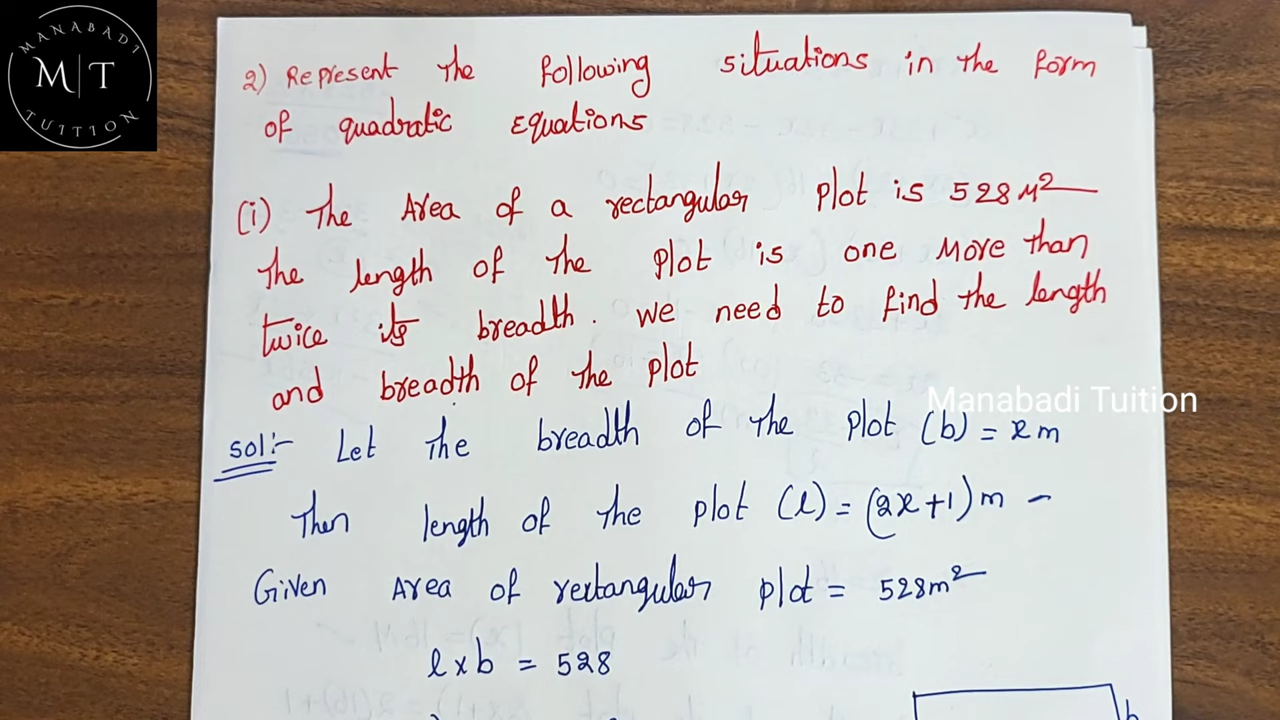 MANABADI
M|T
TUITION
2) Represent the following situations in the form
of quadratic Equations
(i) The Area of a rectangular plot is 528 M²
The length of the plot is one more than
twice its breadth. we need to find the length
and breadth of the plot
Manabadi Tuition
Sol:- Let the breadth of the plot (b) = x m
Then length of the plot (l) = (2x+1) m -
Given Area of rectangular plot = 528m²
l x b = 528
b